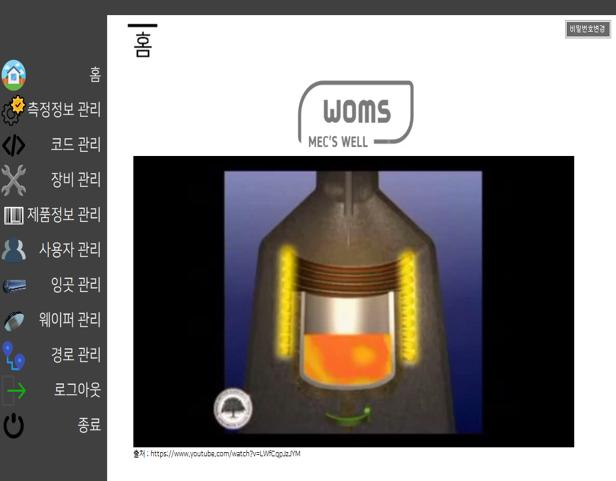 홈
비밀번호변경
홈
측정정보 관리
코드 관리
장비 관리
제품정보 관리
사용자 관리
잉곳 관리
웨이퍼 관리
경로 관리
로그아웃
종료
WOMS
MEC'S WELL
출처 : https://www.youtube.com/watch?v=LWfCqpJzJYM